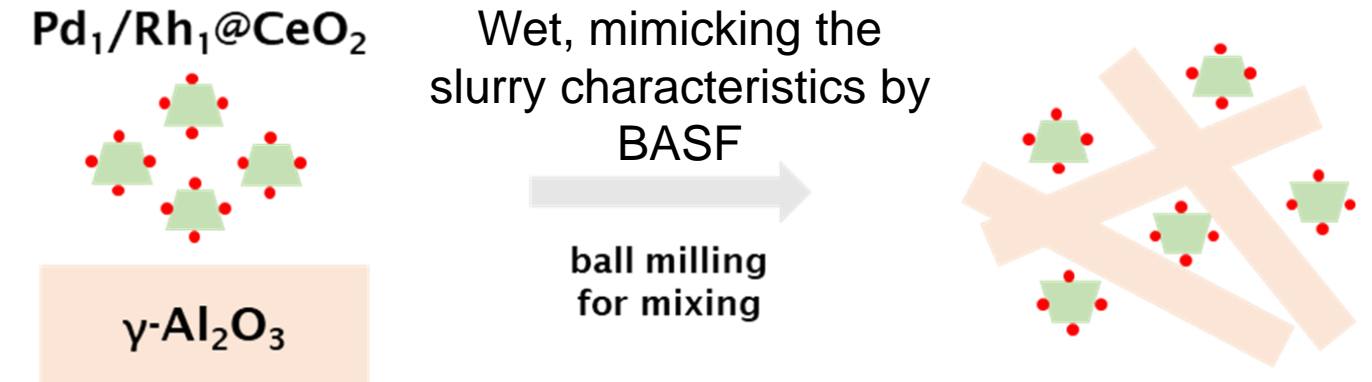 Pd₁/Rh₁@CeO₂
γ-Al₂O₃
Wet, mimicking the
slurry characteristics by
BASF
ball milling
for mixing